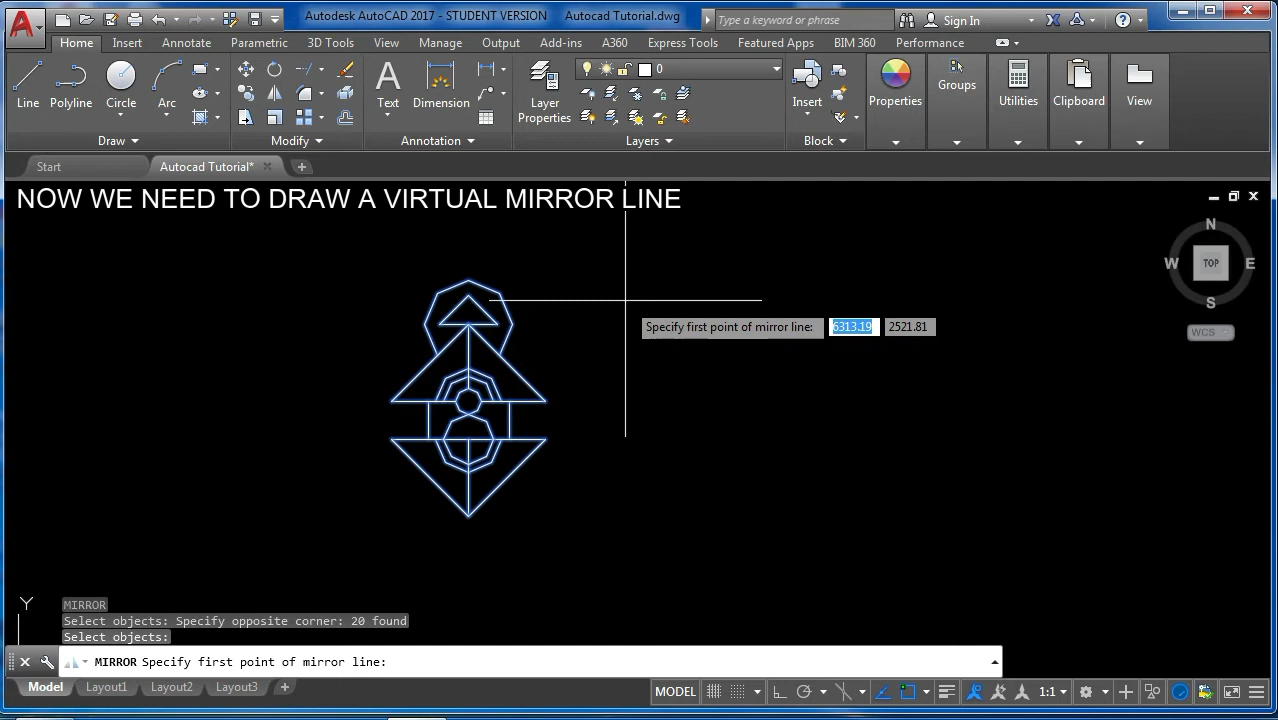 Autodesk AutoCAD 2017 - STUDENT VERSION Autocad Tutorial.dwg
Type a keyword or phrase
Sign In
Home Insert Annotate Parametric 3D Tools View Manage Output Add-ins A360 Express Tools Featured Apps BIM 360 Performance
Line Polyline Circle Arc
Text Dimension
Layer
Properties
0
Insert
Properties
Groups
Utilities
Clipboard
View
Draw Modify Annotation Layers Block
Start Autocad Tutorial*
NOW WE NEED TO DRAW A VIRTUAL MIRROR LINE
N
W TOP E
S
WCS
Specify first point of mirror line: 6313.19 2521.81
Y
MIRROR
Select objects: Specify opposite corner: 20 found
Select objects:
MIRROR Specify first point of mirror line:
Model Layout1 Layout2 Layout3
MODEL 1:1